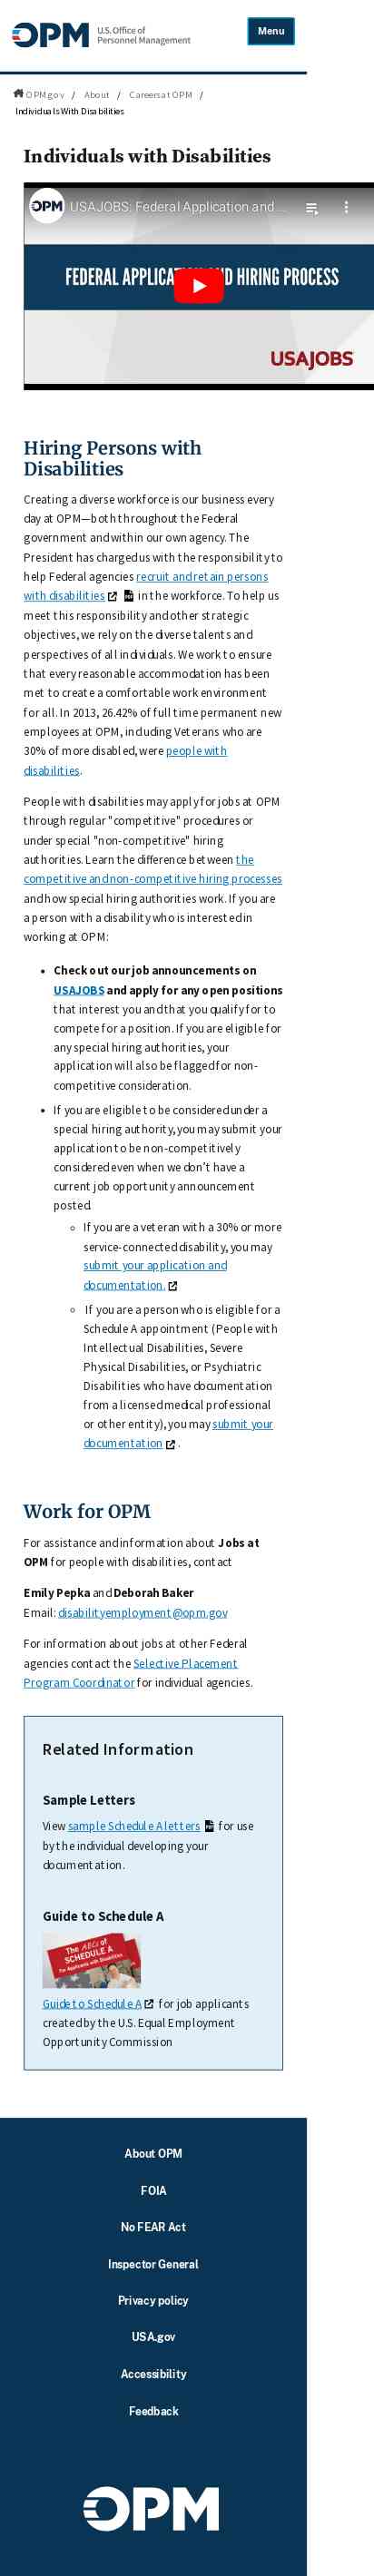 OPM U.S. Office of
Personnel Management
Menu
OPM.gov / About / Careers at OPM /
Individuals With Disabilities
Individuals with Disabilities
OPM USAJOBS: Federal Application and ...
FEDERAL APPLICATION AND HIRING PROCESS
USAJOBS
Hiring Persons with
Disabilities
Creating a diverse workforce is our business every
day at OPM—both throughout the Federal
government and within our own agency. The
President has charged us with the responsibility to
help Federal agencies recruit and retain persons
with disabilities in the workforce. To help us
meet this responsibility and other strategic
objectives, we rely on the diverse talents and
perspectives of all individuals. We work to ensure
that every reasonable accommodation has been
met to create a comfortable work environment
for all. In 2013, 26.42% of full time permanent new
employees at OPM, including Veterans who are
30% of more disabled, were people with
disabilities.
People with disabilities may apply for jobs at OPM
through regular "competitive" procedures or
under special "non-competitive" hiring
authorities. Learn the difference between the
competitive and non-competitive hiring processes
and how special hiring authorities work. If you are
a person with a disability who is interested in
working at OPM:
• Check out our job announcements on
USAJOBS and apply for any open positions
that interest you and that you qualify for to
compete for a position. If you are eligible for
any special hiring authorities, your
application will also be flagged for non-
competitive consideration.
• If you are eligible to be considered under a
special hiring authority, you may submit your
application to be non-competitively
considered even when we don't have a
current job opportunity announcement
posted.
◦ If you are a veteran with a 30% or more
service-connected disability, you may
submit your application and
documentation.
◦ If you are a person who is eligible for a
Schedule A appointment (People with
Intellectual Disabilities, Severe
Physical Disabilities, or Psychiatric
Disabilities who have documentation
from a licensed medical professional
or other entity), you may submit your
documentation .
Work for OPM
For assistance and information about Jobs at
OPM for people with disabilities, contact
Emily Pepka and Deborah Baker
Email: disabilityemployment@opm.gov
For information about jobs at other Federal
agencies contact the Selective Placement
Program Coordinator for individual agencies.
Related Information
Sample Letters
View sample Schedule A letters for use
by the individual developing your
document ation.
Guide to Schedule A
The ABCs of
SCHEDULE A
For Applicants with Disabilities
Guide to Schedule A for job applicants
created by the U.S. Equal Employment
Opportunity Commission
About OPM
FOIA
No FEAR Act
Inspector General
Privacy policy
USA.gov
Accessibility
Feedback
OPM